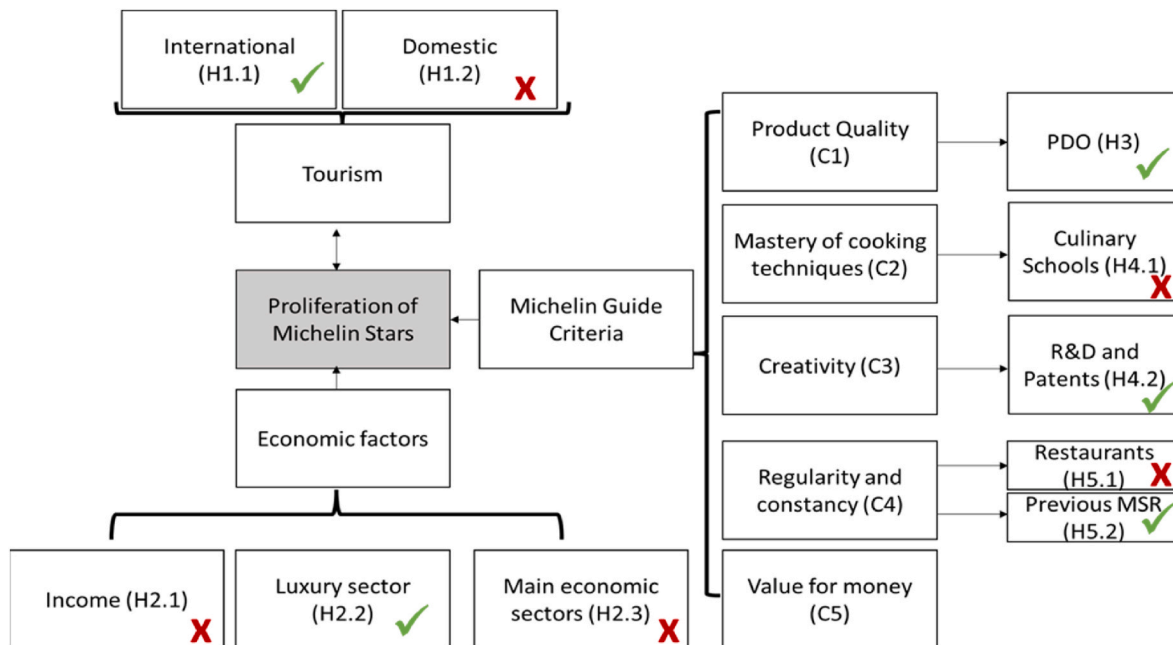 International
(H1.1)
Domestic
(H1.2)
Tourism
Proliferation of
Michelin Stars
Michelin Guide
Criteria
Economic factors
Income (H2.1)
Luxury sector
(H2.2)
Main economic
sectors (H2.3)
Product Quality
(C1)
PDO (H3)
Mastery of cooking
techniques (C2)
Culinary
Schools (H4.1)
Creativity (C3)
R&D and
Patents (H4.2)
Regularity and
constancy (C4)
Restaurants
(H5.1)
Previous MSR
(H5.2)
Value for money
(C5)